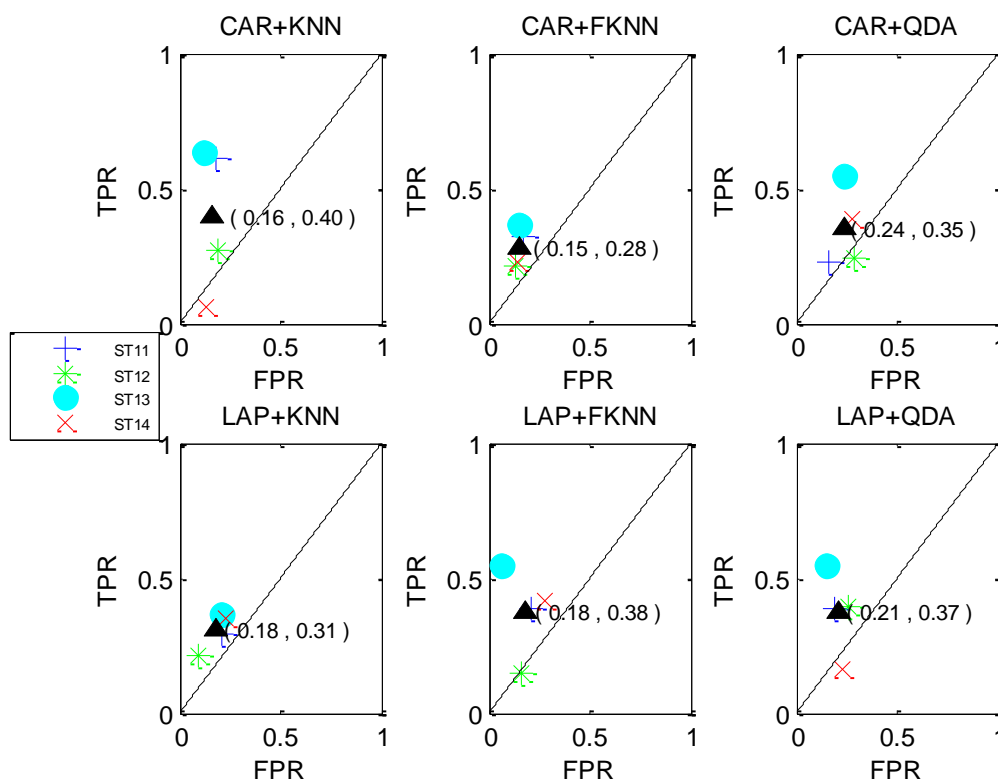 CAR+KNN
1
TPR
0.5
( 0.16 , 0.40 )
0
0
0.5
1
FPR
CAR+FKNN
1
TPR
0.5
( 0.15 , 0.28 )
0
0
0.5
1
FPR
CAR+QDA
1
TPR
0.5
( 0.24 , 0.35 )
0
0
0.5
1
FPR
ST11
ST12
ST13
ST14
LAP+KNN
1
TPR
0.5
( 0.18 , 0.31 )
0
0
0.5
1
FPR
LAP+FKNN
1
TPR
0.5
( 0.18 , 0.38 )
0
0
0.5
1
FPR
LAP+QDA
1
TPR
0.5
( 0.21 , 0.37 )
0
0
0.5
1
FPR